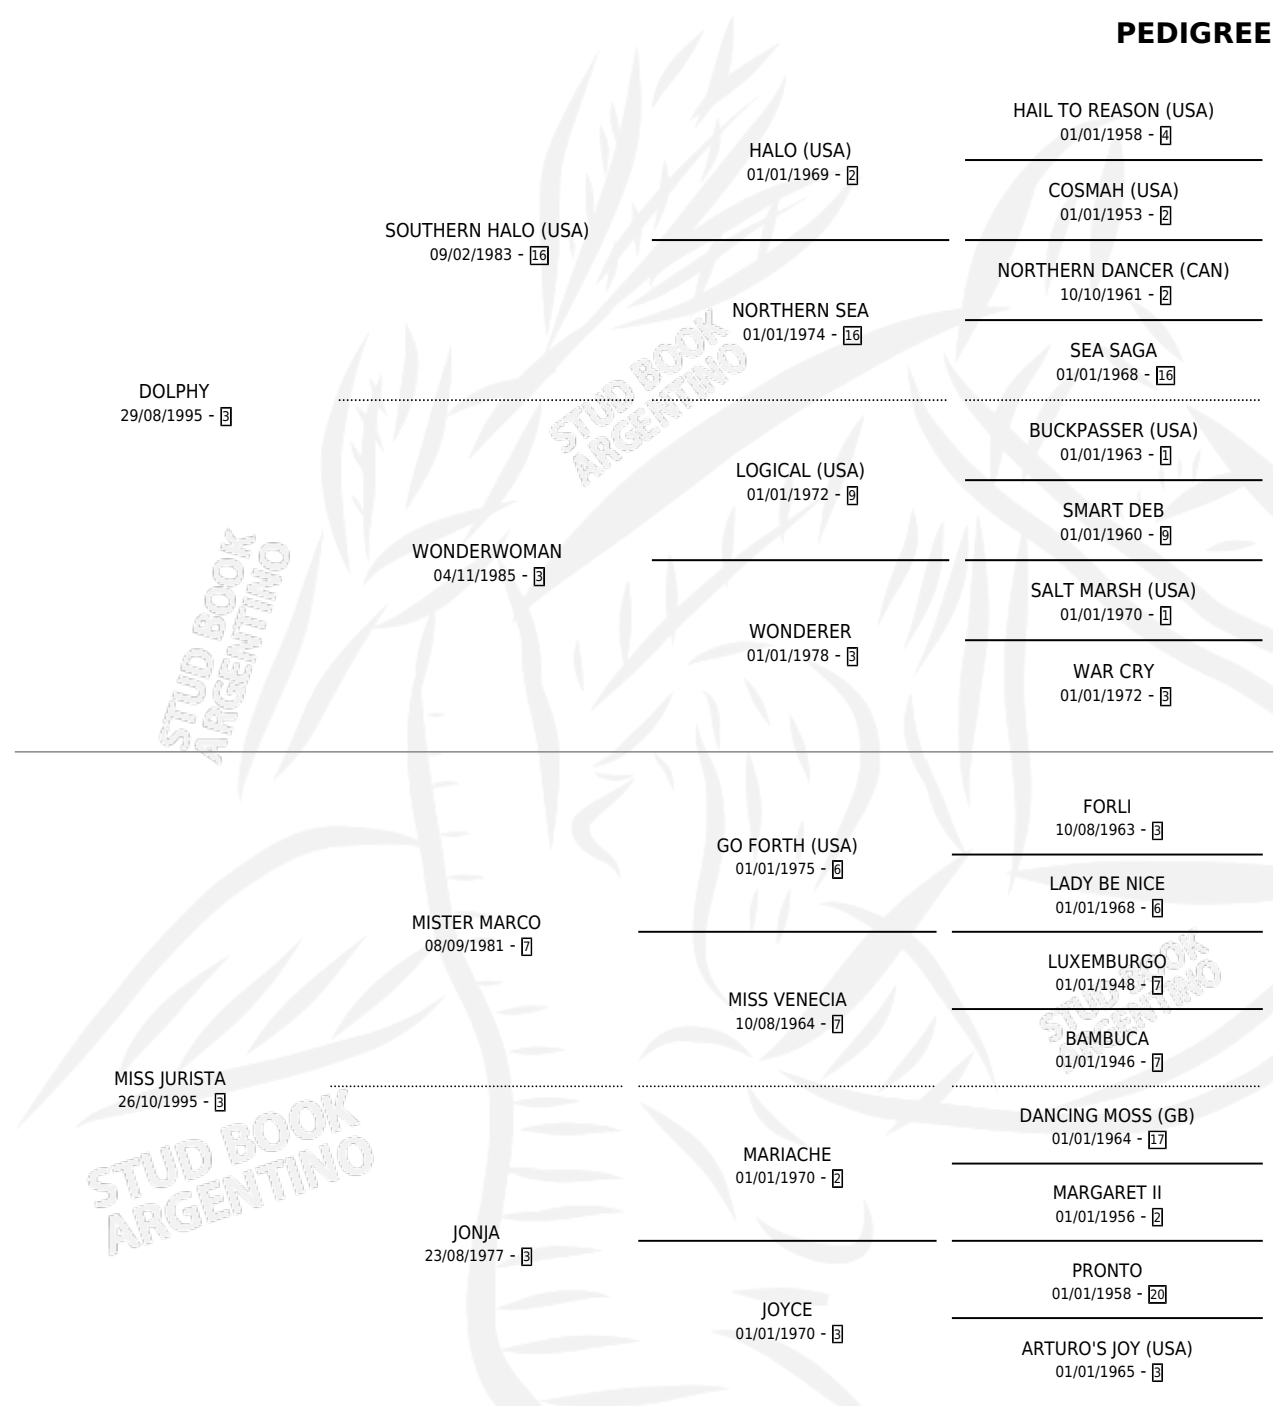 PEDIGREE
HAIL TO REASON (USA)
01/01/1958 - 4
HALO (USA)
01/01/1969 - 2
COSMAH (USA)
01/01/1953 - 2
SOUTHERN HALO (USA)
09/02/1983 - 16
NORTHERN DANCER (CAN)
10/10/1961 - 2
NORTHERN SEA
01/01/1974 - 16
SEA SAGA
01/01/1968 - 16
DOLPHY
29/08/1995 - 3
BUCKPASSER (USA)
01/01/1963 - 1
LOGICAL (USA)
01/01/1972 - 9
SMART DEB
01/01/1960 - 9
WONDERWOMAN
04/11/1985 - 3
SALT MARSH (USA)
01/01/1970 - 1
WONDERER
01/01/1978 - 3
WAR CRY
01/01/1972 - 3
FORLI
10/08/1963 - 3
GO FORTH (USA)
01/01/1975 - 6
LADY BE NICE
01/01/1968 - 6
MISTER MARCO
08/09/1981 - 7
LUXEMBURGO
01/01/1948 - 7
MISS VENECIA
10/08/1964 - 7
BAMBUCA
01/01/1946 - 7
MISS JURISTA
26/10/1995 - 3
DANCING MOSS (GB)
01/01/1964 - 17
MARIACHE
01/01/1970 - 2
MARGARET II
01/01/1956 - 2
JONJA
23/08/1977 - 3
PRONTO
01/01/1958 - 20
JOYCE
01/01/1970 - 3
ARTURO'S JOY (USA)
01/01/1965 - 3
STUD BOOK
ARGENTINO
STUD BOOK
ARGENTINO
STUD BOOK
ARGENTINO
STUD BOOK
ARGENTINO